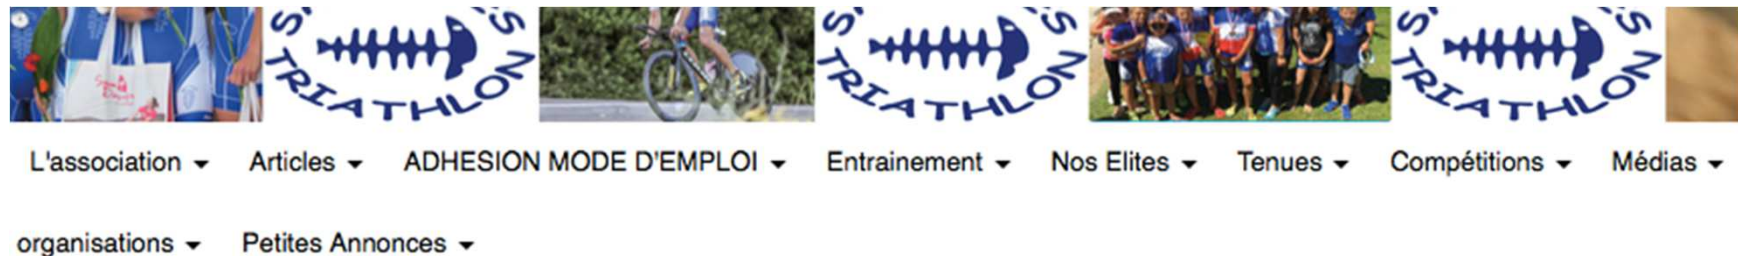 TRIATHLON TRIATHLON TRIATHLON
L'association Articles ADHESION MODE D'EMPLOI Entrainement Nos Elites Tenues Compétitions Médias
organisations Petites Annonces